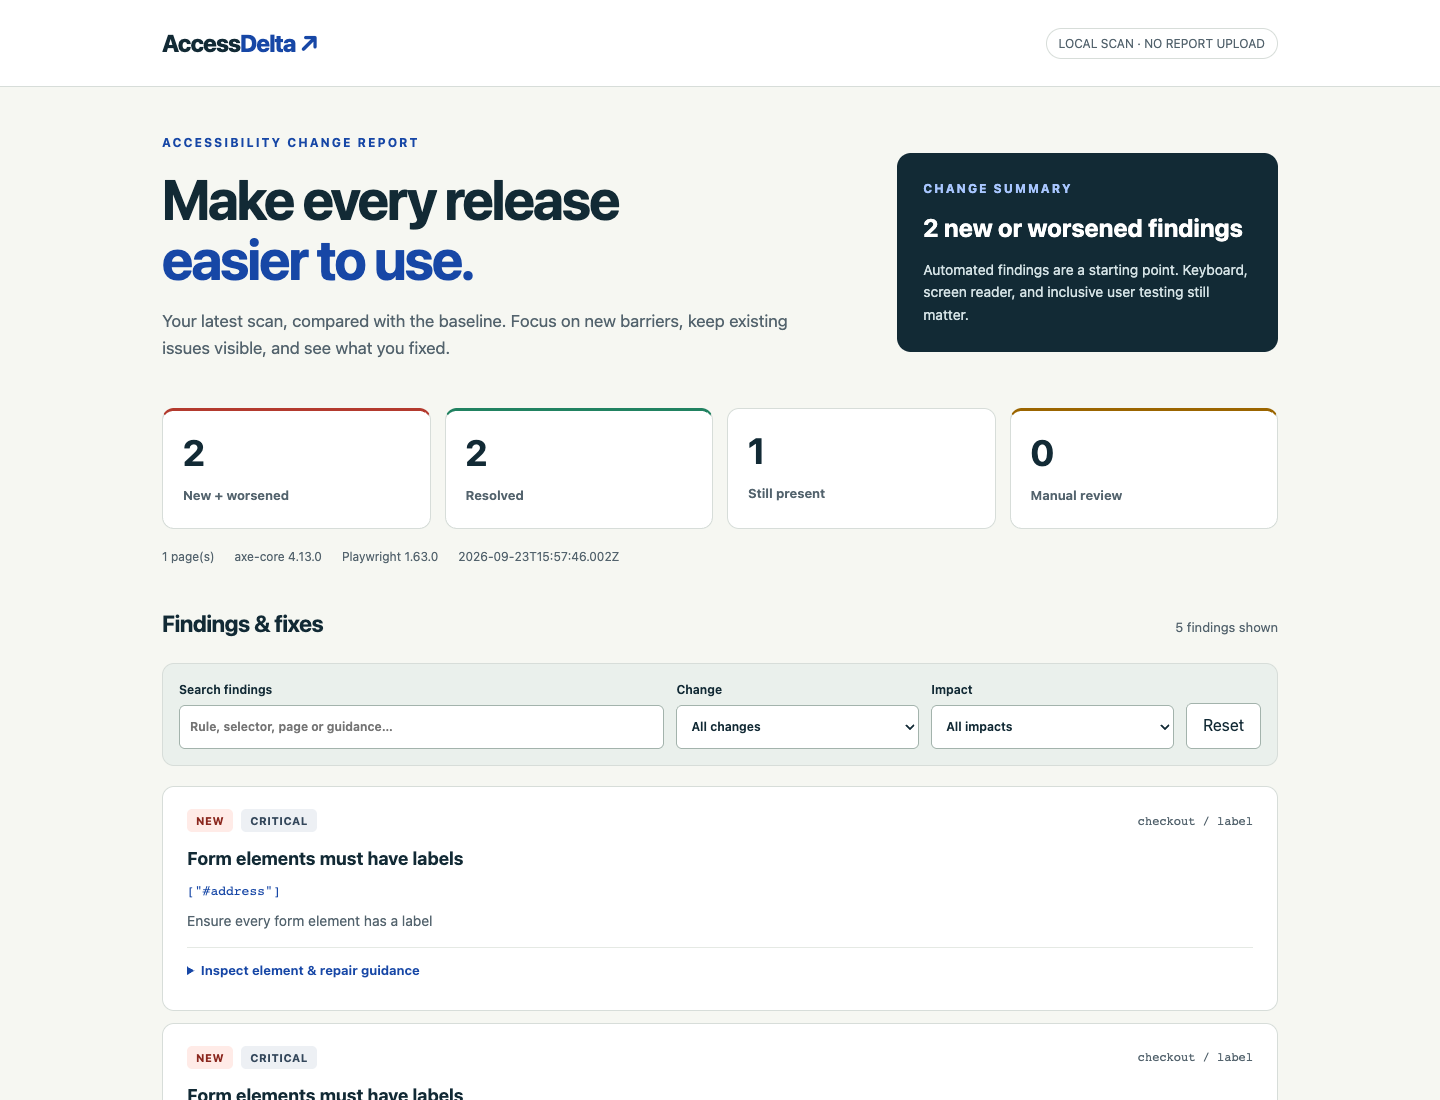 AccessDelta ↗
LOCAL SCAN · NO REPORT UPLOAD
ACCESSIBILITY CHANGE REPORT
Make every release
easier to use.
Your latest scan, compared with the baseline. Focus on new barriers, keep existing
issues visible, and see what you fixed.
CHANGE SUMMARY
2 new or worsened findings
Automated findings are a starting point. Keyboard,
screen reader, and inclusive user testing still
matter.
2
New + worsened
2
Resolved
1
Still present
0
Manual review
1 page(s) axe-core 4.13.0 Playwright 1.63.0 2026-09-23T15:57:46.002Z
Findings & fixes
5 findings shown
Search findings
Rule, selector, page or guidance...
Change
All changes
Impact
All impacts
Reset
NEW CRITICAL checkout / label
Form elements must have labels
["#address"]
Ensure every form element has a label
Inspect element & repair guidance
NEW CRITICAL checkout / label
Form elements must have labels